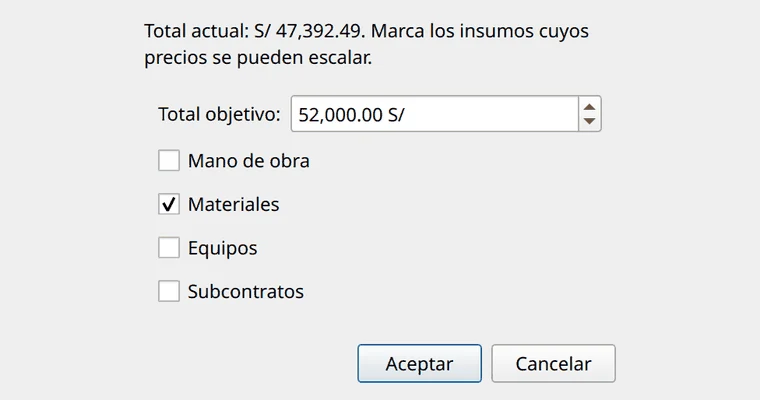 Total actual: S/ 47,392.49. Marca los insumos cuyos
precios se pueden escalar.
Total objetivo: 52,000.00 S/
Mano de obra
Materiales
Equipos
Subcontratos
Aceptar Cancelar